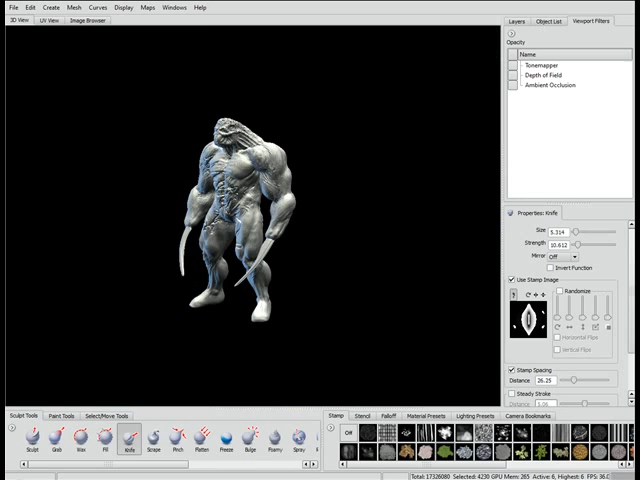 File Edit Create Mesh Curves Display Maps Windows Help
3D View UV View Image Browser
Layers Object List Viewport Filters
Opacity
Name
Tonemapper
Depth of Field
Ambient Occlusion
Properties: Knife
Size 5.314
Strength 10.612
Mirror Off
Invert Function
Use Stamp Image
Randomize
Horizontal Flips
Vertical Flips
Stamp Spacing
Distance 26.25
Steady Stroke
Distance 5.06
Sculpt Tools Paint Tools Select/Move Tools
Sculpt Grab Wax Fill Knife Scrape Pinch Flatten Freeze Bulge Foamy Spray
Stamp Stencil Falloff Material Presets Lighting Presets Camera Bookmarks
Off
Total: 17326080 Selected: 4230 GPU Mem: 265 Active: 6, Highest: 6 FPS: 36.0